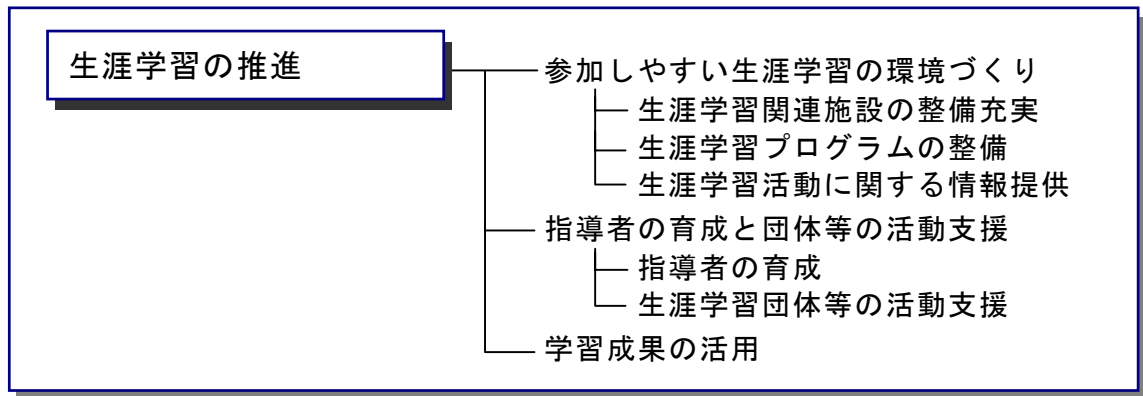 生涯学習の推進
参加しやすい生涯学習の環境づくり
生涯学習関連施設の整備充実
生涯学習プログラムの整備
生涯学習活動に関する情報提供
指導者の育成と団体等の活動支援
指導者の育成
生涯学習団体等の活動支援
学習成果の活用